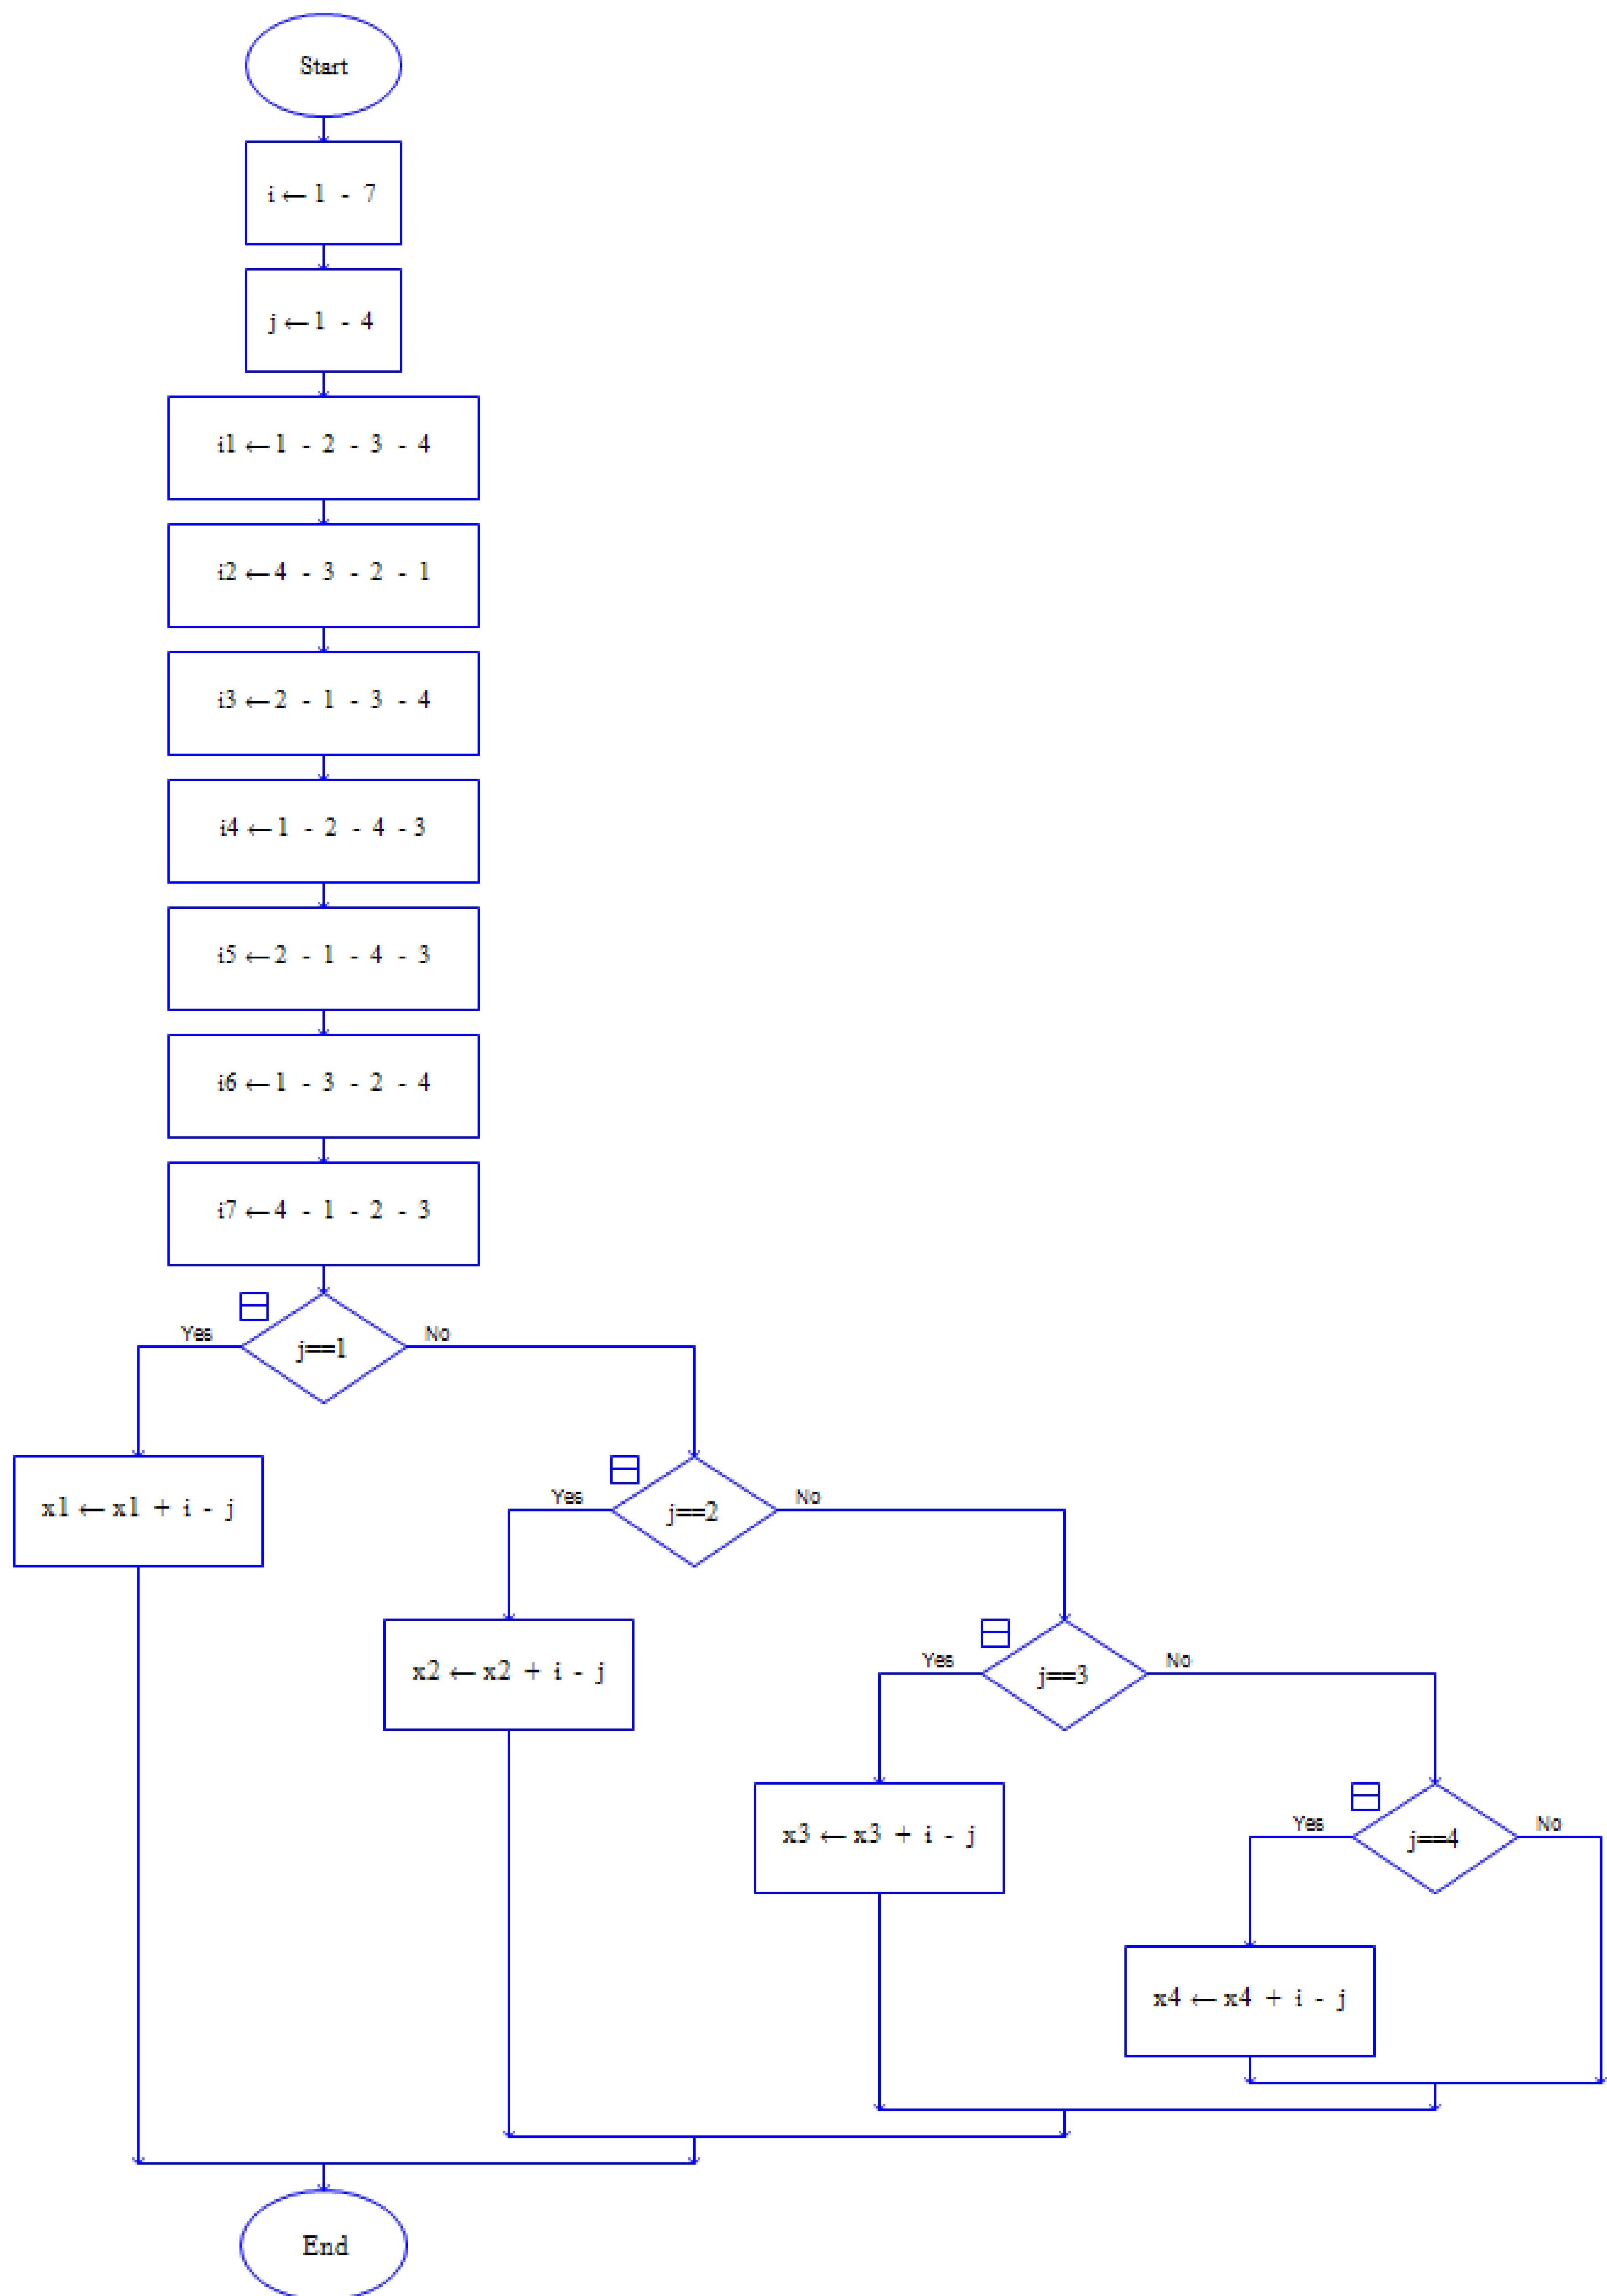 Start
i ← 1 - 7
j ← 1 - 4
i1 ← 1 - 2 - 3 - 4
i2 ← 4 - 3 - 2 - 1
i3 ← 2 - 1 - 3 - 4
i4 ← 1 - 2 - 4 - 3
i5 ← 2 - 1 - 4 - 3
i6 ← 1 - 3 - 2 - 4
i7 ← 4 - 1 - 2 - 3
Yes
j==1
No
x1 ← x1 + i - j
Yes
j==2
No
x2 ← x2 + i - j
Yes
j==3
No
x3 ← x3 + i - j
Yes
j==4
No
x4 ← x4 + i - j
End